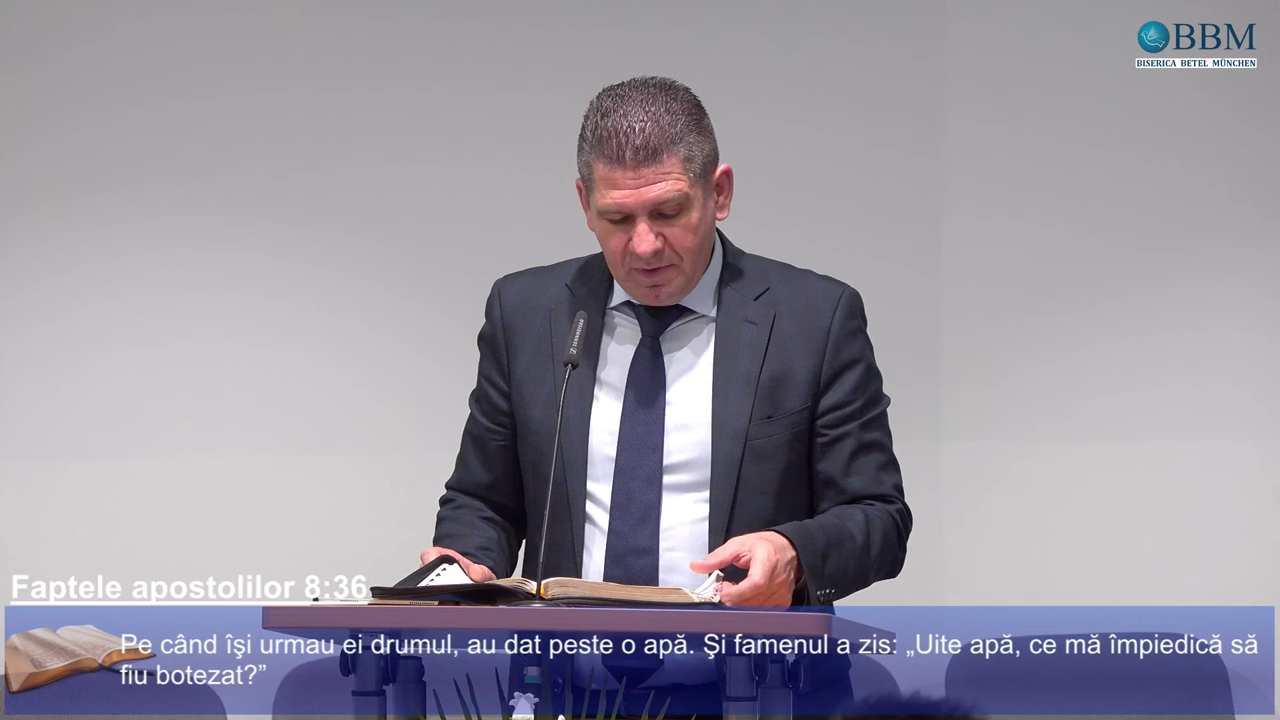 BBM
BISERICA BETEL MÜNCHEN
SENNHEISER
Faptele apostolilor 8:36
Pe când îşi urmau ei drumul, au dat peste o apă. Şi famenul a zis: „Uite apă, ce mă împiedică să
fiu botezat?”